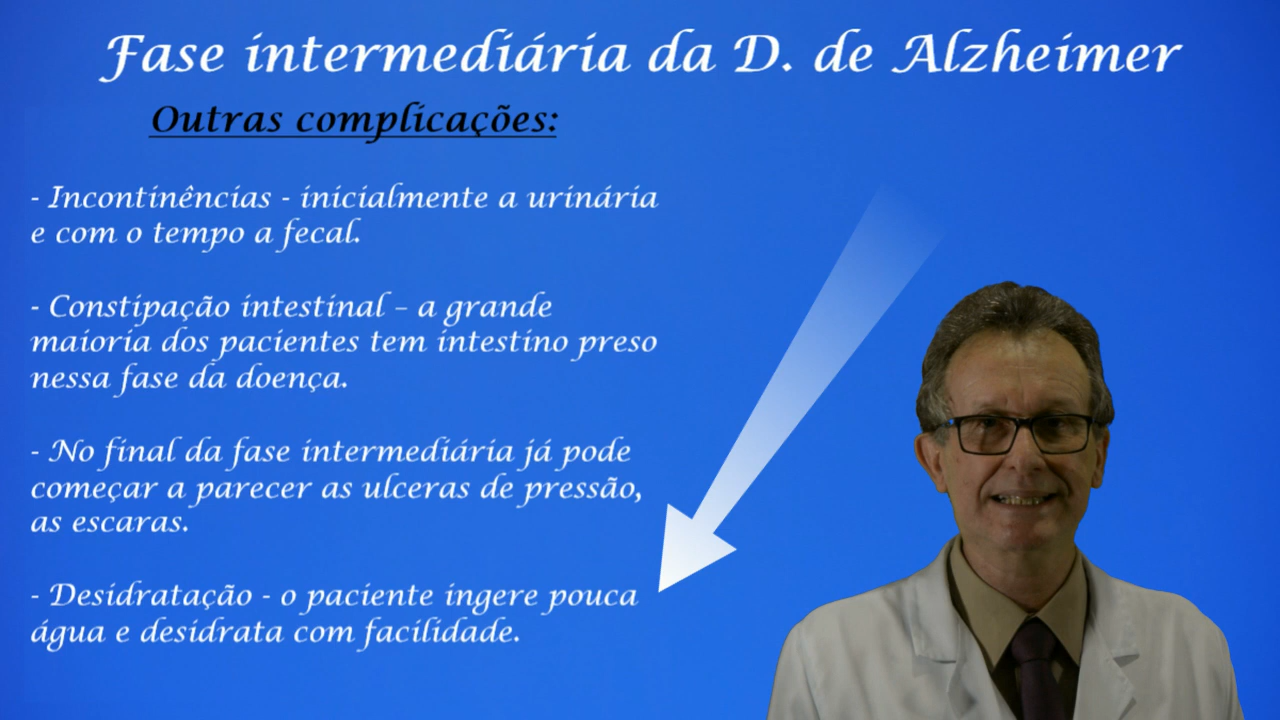 Fase intermediária da D. de Alzheimer
Outras complicações:
- Incontinências - inicialmente a urinária
e com o tempo a fecal.
- Constipação intestinal – a grande
maioria dos pacientes tem intestino preso
nessa fase da doença.
- No final da fase intermediária já pode
começar a parecer as ulceras de pressão,
as escaras.
- Desidratação - o paciente ingere pouca
água e desidrata com facilidade.